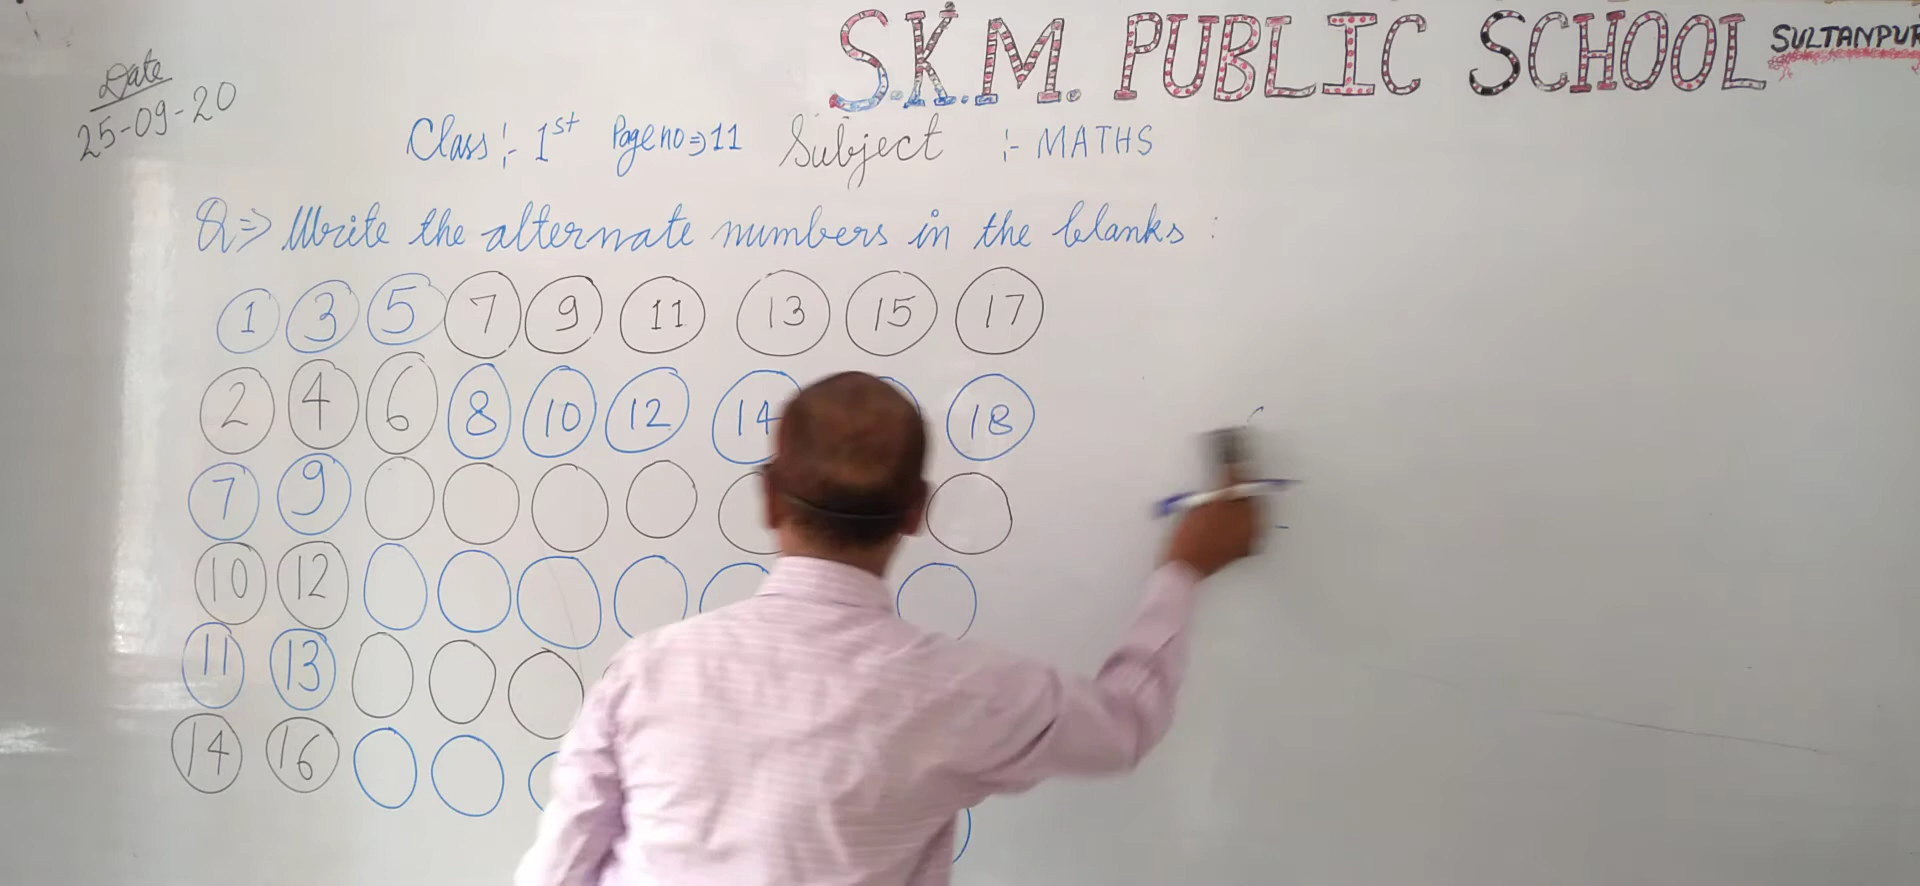 S.K.M. PUBLIC SCHOOL SULTANPUR
Date
25-09-20
Class :- 1st Page no⇒11 Subject :- MATHS
Q⇒ Write the alternate numbers in the blanks :
1 3 5 7 9 11 13 15 17
2 4 6 8 10 12 14 18
7 9
10 12
11 13
14 16